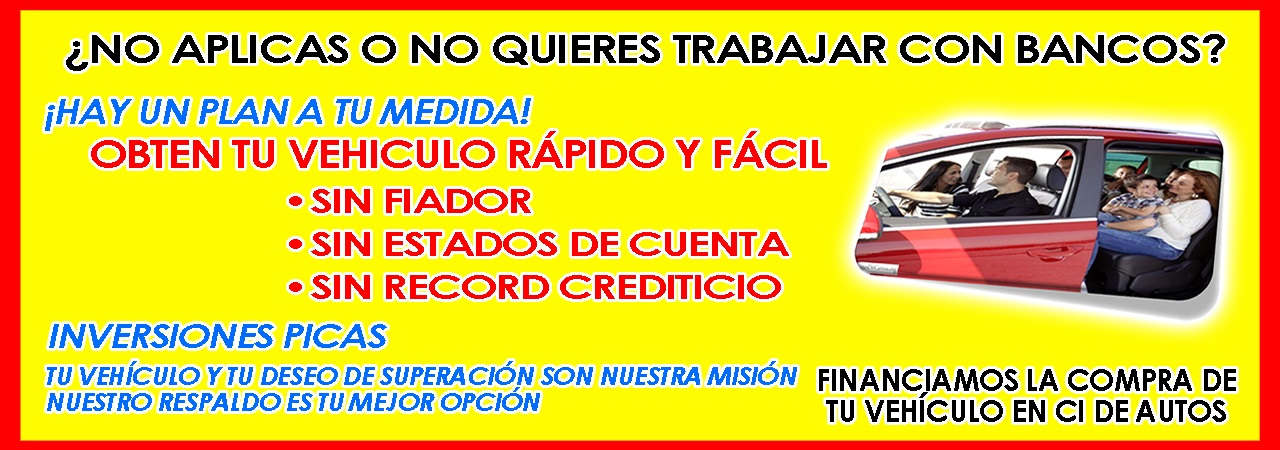 ¿NO APLICAS O NO QUIERES TRABAJAR CON BANCOS?
¡HAY UN PLAN A TU MEDIDA!
OBTEN TU VEHICULO RÁPIDO Y FÁCIL
• SIN FIADOR
• SIN ESTADOS DE CUENTA
• SIN RECORD CREDITICIO
INVERSIONES PICAS
TU VEHÍCULO Y TU DESEO DE SUPERACIÓN SON NUESTRA MISIÓN
NUESTRO RESPALDO ES TU MEJOR OPCIÓN
FINANCIAMOS LA COMPRA DE
TU VEHÍCULO EN CI DE AUTOS